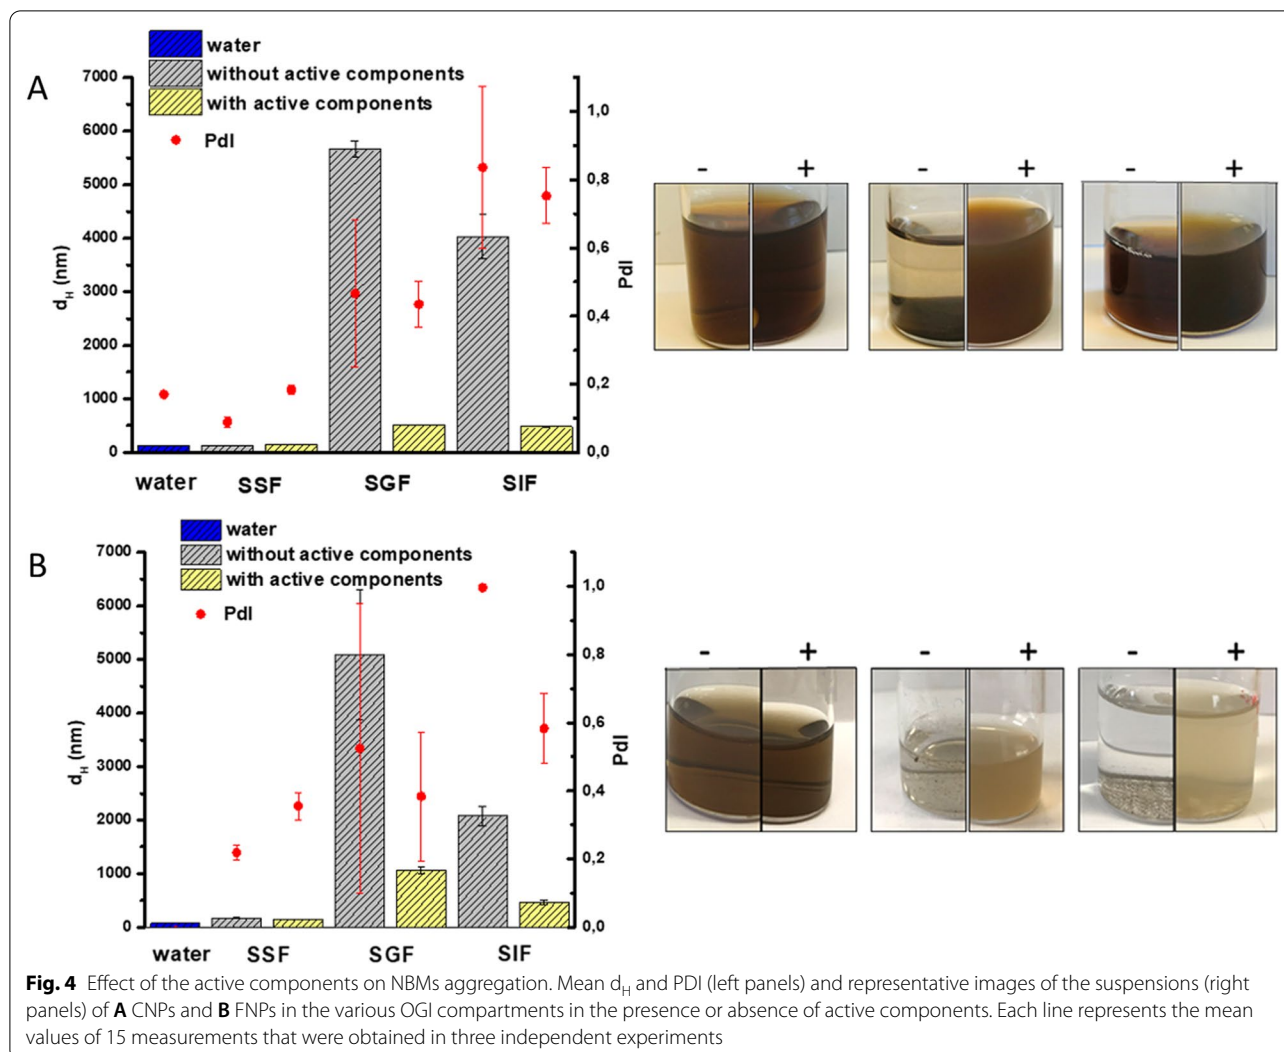 A
water
without active components
with active components
PdI
7000
6000
5000
4000
3000
2000
1000
0
d_H (nm)
1,0
0,8
0,6
0,4
0,2
0,0
PdI
water SSF SGF SIF
- + - + - +
B
water
without active components
with active components
PdI
7000
6000
5000
4000
3000
2000
1000
0
d_H (nm)
1,0
0,8
0,6
0,4
0,2
0,0
PdI
water SSF SGF SIF
- + - + - +
Fig. 4 Effect of the active components on NBMs aggregation. Mean d_H and PDI (left panels) and representative images of the suspensions (right
panels) of A CNPs and B FNPs in the various OGI compartments in the presence or absence of active components. Each line represents the mean
values of 15 measurements that were obtained in three independent experiments